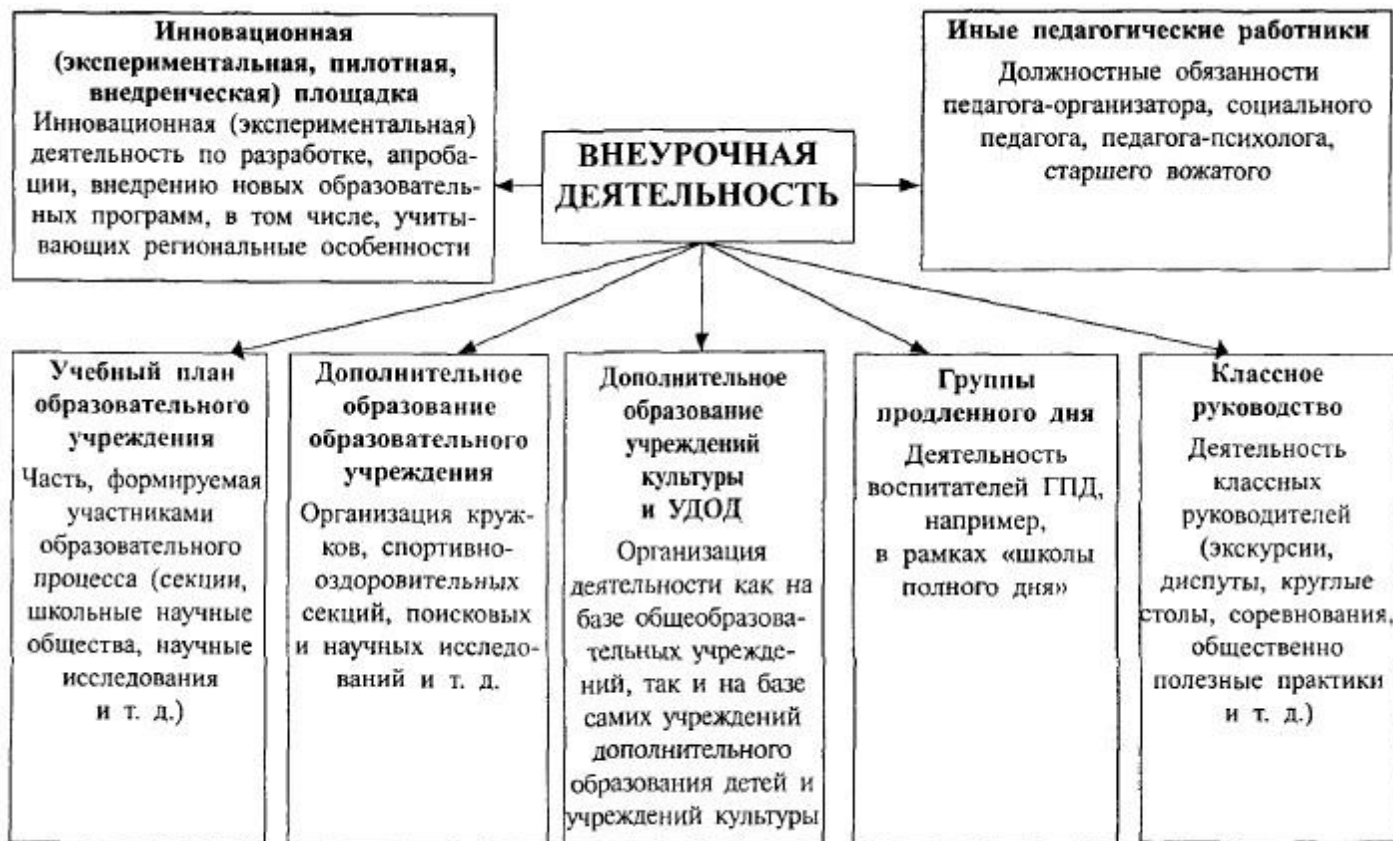 Инновационная
(экспериментальная, пилотная,
внедренческая) площадка
Инновационная (экспериментальная)
деятельность по разработке, апроба-
ции, внедрению новых образователь-
ных программ, в том числе, учиты-
вающих региональные особенности
ВНЕУРОЧНАЯ
ДЕЯТЕЛЬНОСТЬ
Иные педагогические работники
Должностные обязанности
педагога-организатора, социального
педагога, педагога-психолога,
старшего вожатого
Учебный план
образовательного
учреждения
Часть, формируемая
участниками
образовательного
процесса (секции,
школьные научные
общества, научные
исследования
и т. д.)
Дополнительное
образование
образовательного
учреждения
Организация круж-
ков, спортивно-
оздоровительных
секций, поисковых
и научных исследо-
ваний и т. д.
Дополнительное
образование
учреждений
культуры
и УДОД
Организация
деятельности как на
базе общеобразова-
тельных учрежде-
ний, так и на базе
самих учреждений
дополнительного
образования детей и
учреждений культуры
Группы
продленного дня
Деятельность
воспитателей ГПД,
например,
в рамках «школы
полного дня»
Классное
руководство
Деятельность
классных
руководителей
(экскурсии,
диспуты, круглые
столы, соревнования,
общественно
полезные практики
и т. д.)